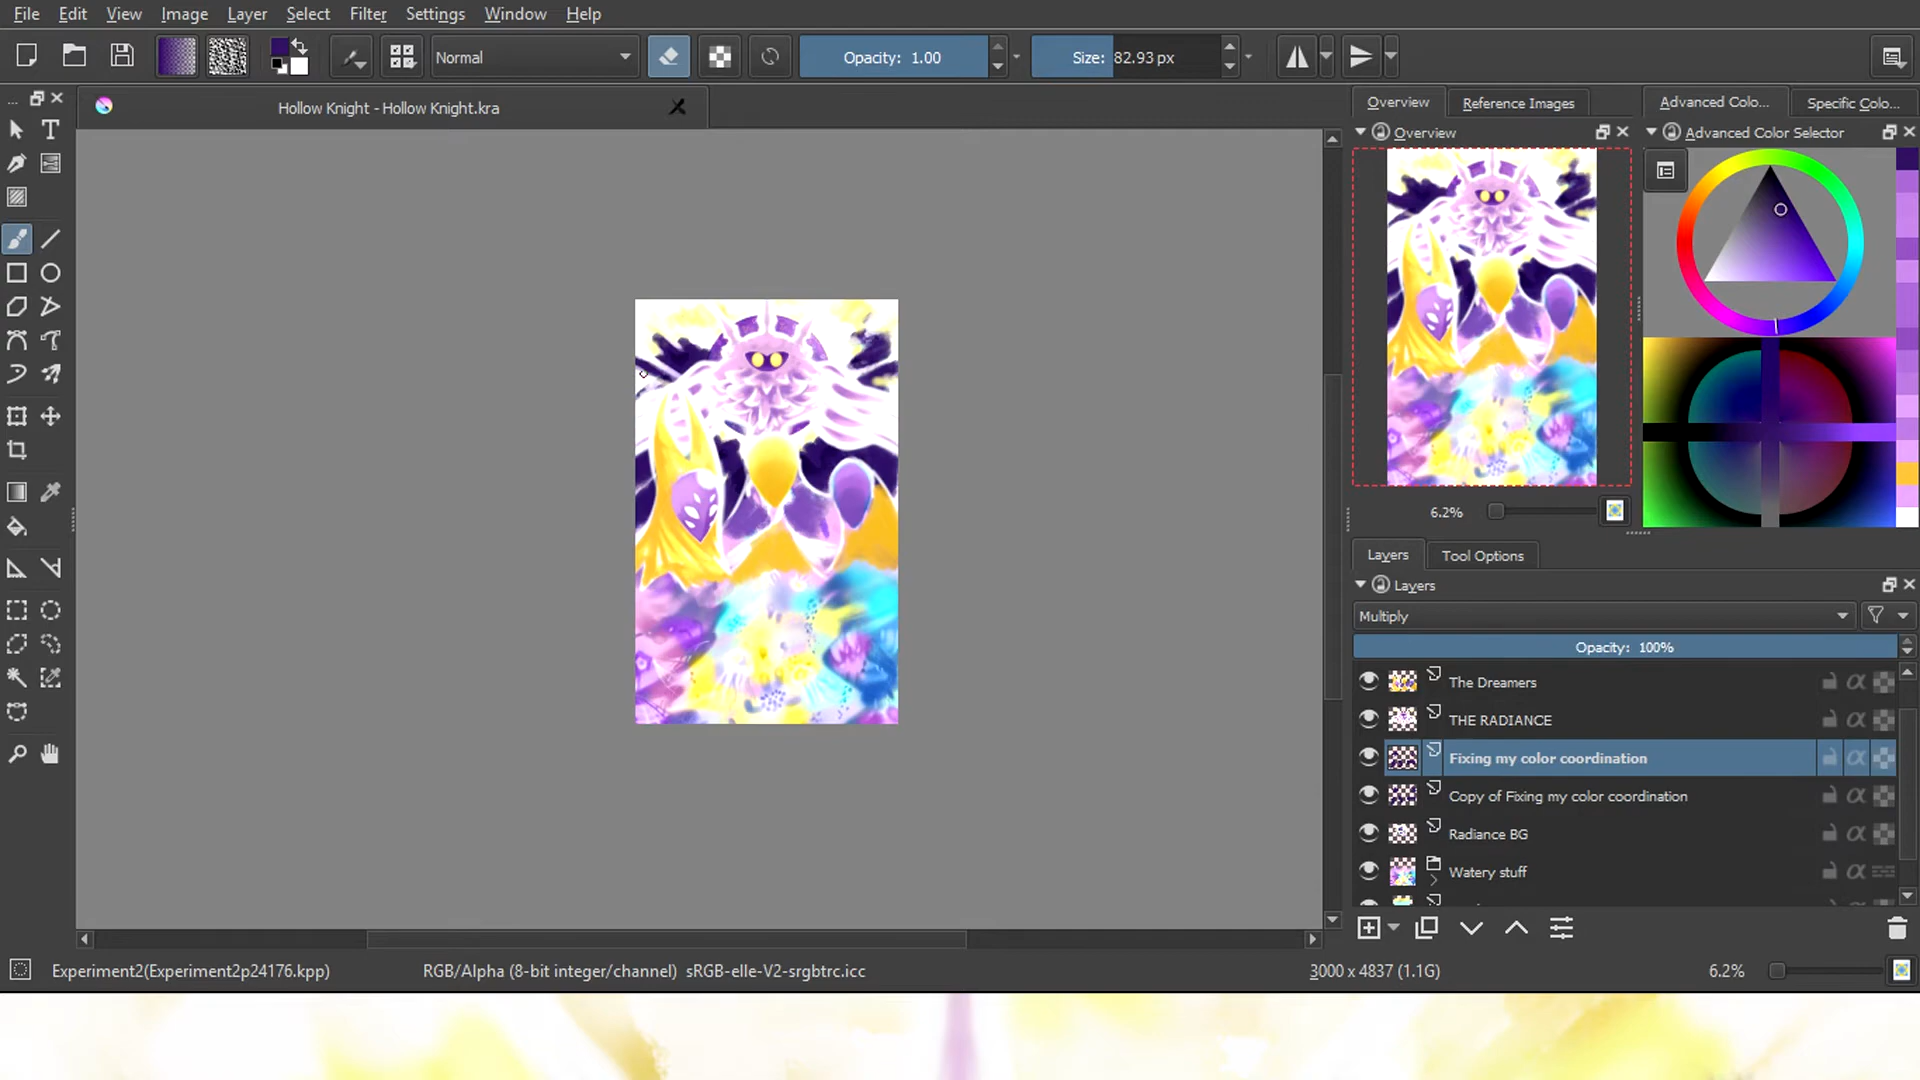 File Edit View Image Layer Select Filter Settings Window Help
Normal
Opacity: 1.00
Size: 82.93 px
...
Hollow Knight - Hollow Knight.kra
Overview
Reference Images
Advanced Colo...
Specific Colo...
Overview
Advanced Color Selector
6.2%
Layers
Tool Options
Layers
Multiply
Opacity: 100%
The Dreamers
THE RADIANCE
Fixing my color coordination
Copy of Fixing my color coordination
Radiance BG
Watery stuff
Experiment2(Experiment2p24176.kpp)
RGB/Alpha (8-bit integer/channel) sRGB-elle-V2-srgbtrc.icc
3000 x 4837 (1.1G)
6.2%